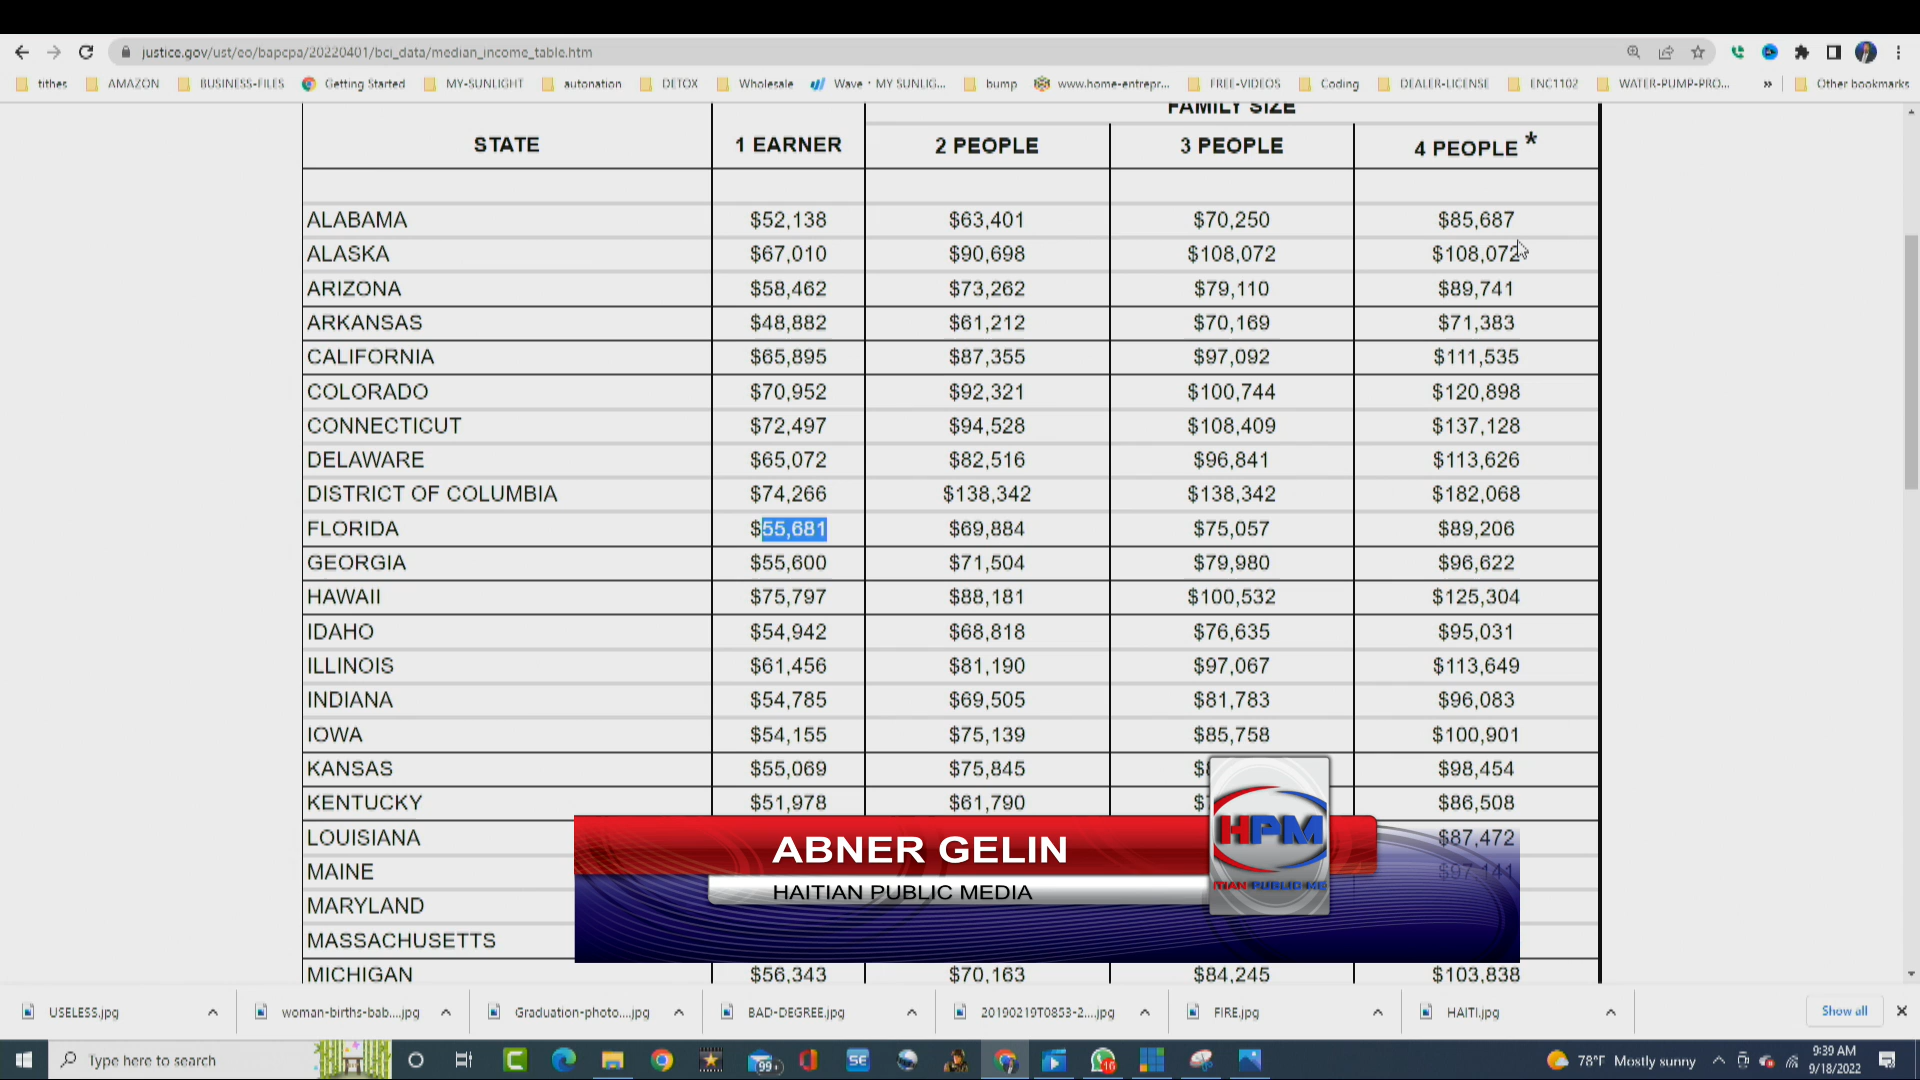 justice.gov/ust/eo/bapcpa/20220401/bci_data/median_income_table.htm
tithes AMAZON BUSINESS-FILES Getting Started MY-SUNLIGHT autonation DETOX Wholesale Wave · MY SUNLIG... bump www.home-entrepr... FREE-VIDEOS Coding DEALER-LICENSE ENC1102 WATER-PUMP-PRO... » Other bookmarks
FAMILY SIZE
STATE 1 EARNER 2 PEOPLE 3 PEOPLE 4 PEOPLE *
ALABAMA $52,138 $63,401 $70,250 $85,687
ALASKA $67,010 $90,698 $108,072 $108,072
ARIZONA $58,462 $73,262 $79,110 $89,741
ARKANSAS $48,882 $61,212 $70,169 $71,383
CALIFORNIA $65,895 $87,355 $97,092 $111,535
COLORADO $70,952 $92,321 $100,744 $120,898
CONNECTICUT $72,497 $94,528 $108,409 $137,128
DELAWARE $65,072 $82,516 $96,841 $113,626
DISTRICT OF COLUMBIA $74,266 $138,342 $138,342 $182,068
FLORIDA $55,681 $69,884 $75,057 $89,206
GEORGIA $55,600 $71,504 $79,980 $96,622
HAWAII $75,797 $88,181 $100,532 $125,304
IDAHO $54,942 $68,818 $76,635 $95,031
ILLINOIS $61,456 $81,190 $97,067 $113,649
INDIANA $54,785 $69,505 $81,783 $96,083
IOWA $54,155 $75,139 $85,758 $100,901
KANSAS $55,069 $75,845 $98,454
KENTUCKY $51,978 $61,790 $86,508
LOUISIANA $87,472
MAINE $97,141
MARYLAND
MASSACHUSETTS
MICHIGAN $56,343 $70,163 $84,245 $103,838
ABNER GELIN
HAITIAN PUBLIC MEDIA
HPM
USELESS.jpg woman-births-bab....jpg Graduation-photo....jpg BAD-DEGREE.jpg 20190219T0853-2....jpg FIRE.jpg HAITI.jpg Show all
Type here to search 99+ SE 16 78°F Mostly sunny 9:39 AM
9/18/2022